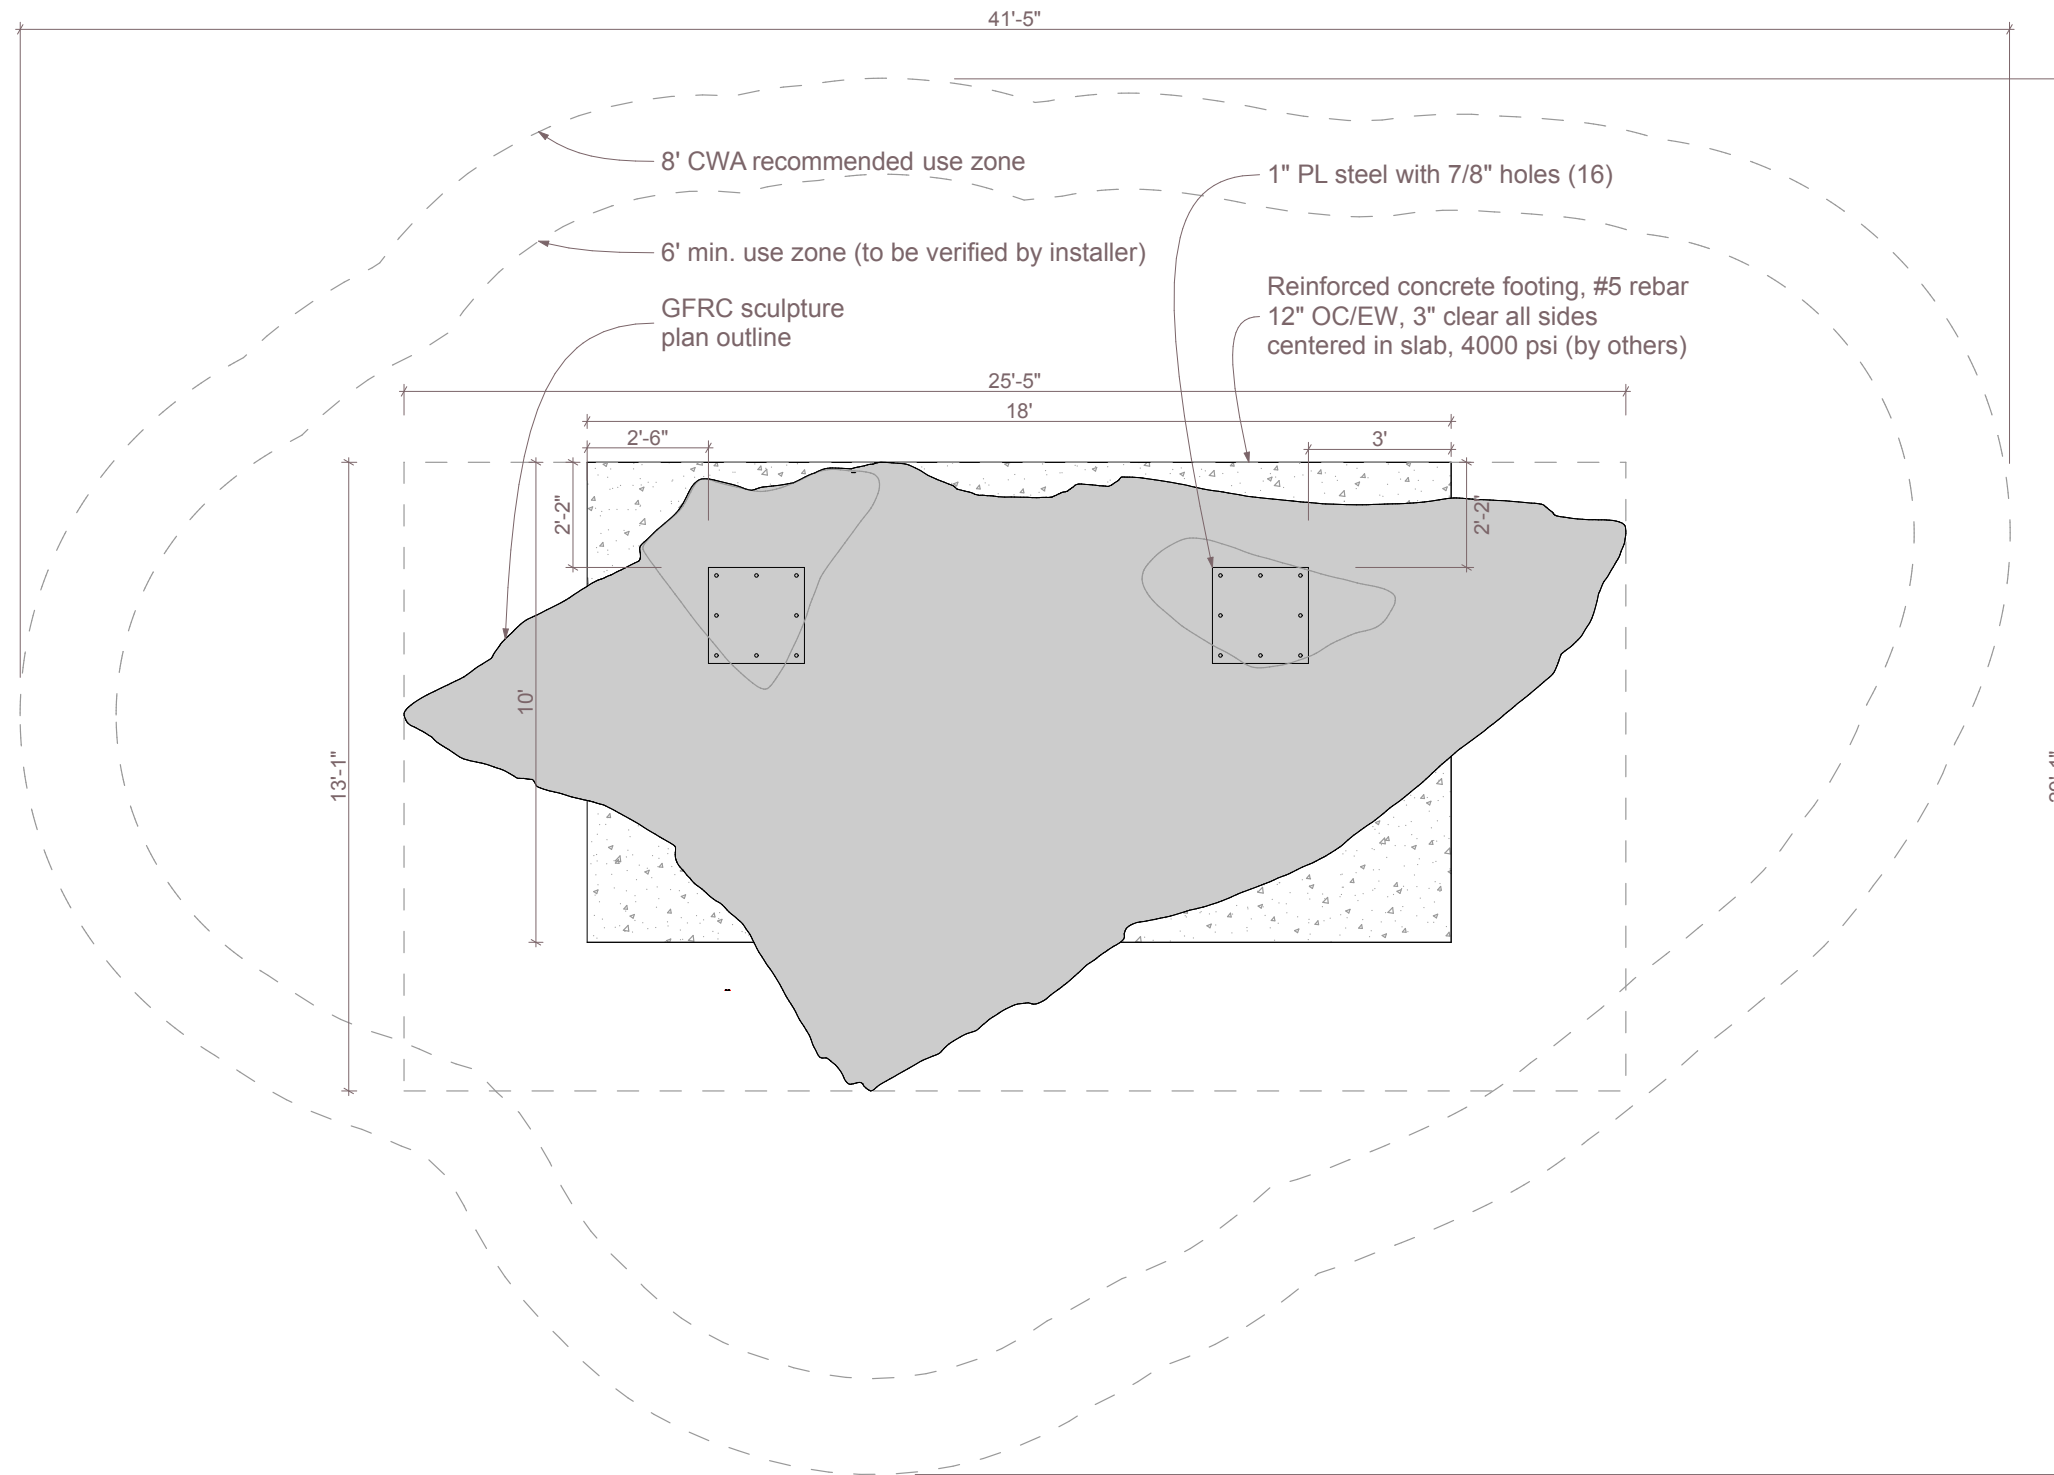 41'-5"
8' CWA recommended use zone
1" PL steel with 7/8" holes (16)
6' min. use zone (to be verified by installer)
Reinforced concrete footing, #5 rebar
12" OC/EW, 3" clear all sides
centered in slab, 4000 psi (by others)
GFRC sculpture
plan outline
25'-5"
18'
2'-6"
3'
2'-2"
2'-2"
10'
13'-1"